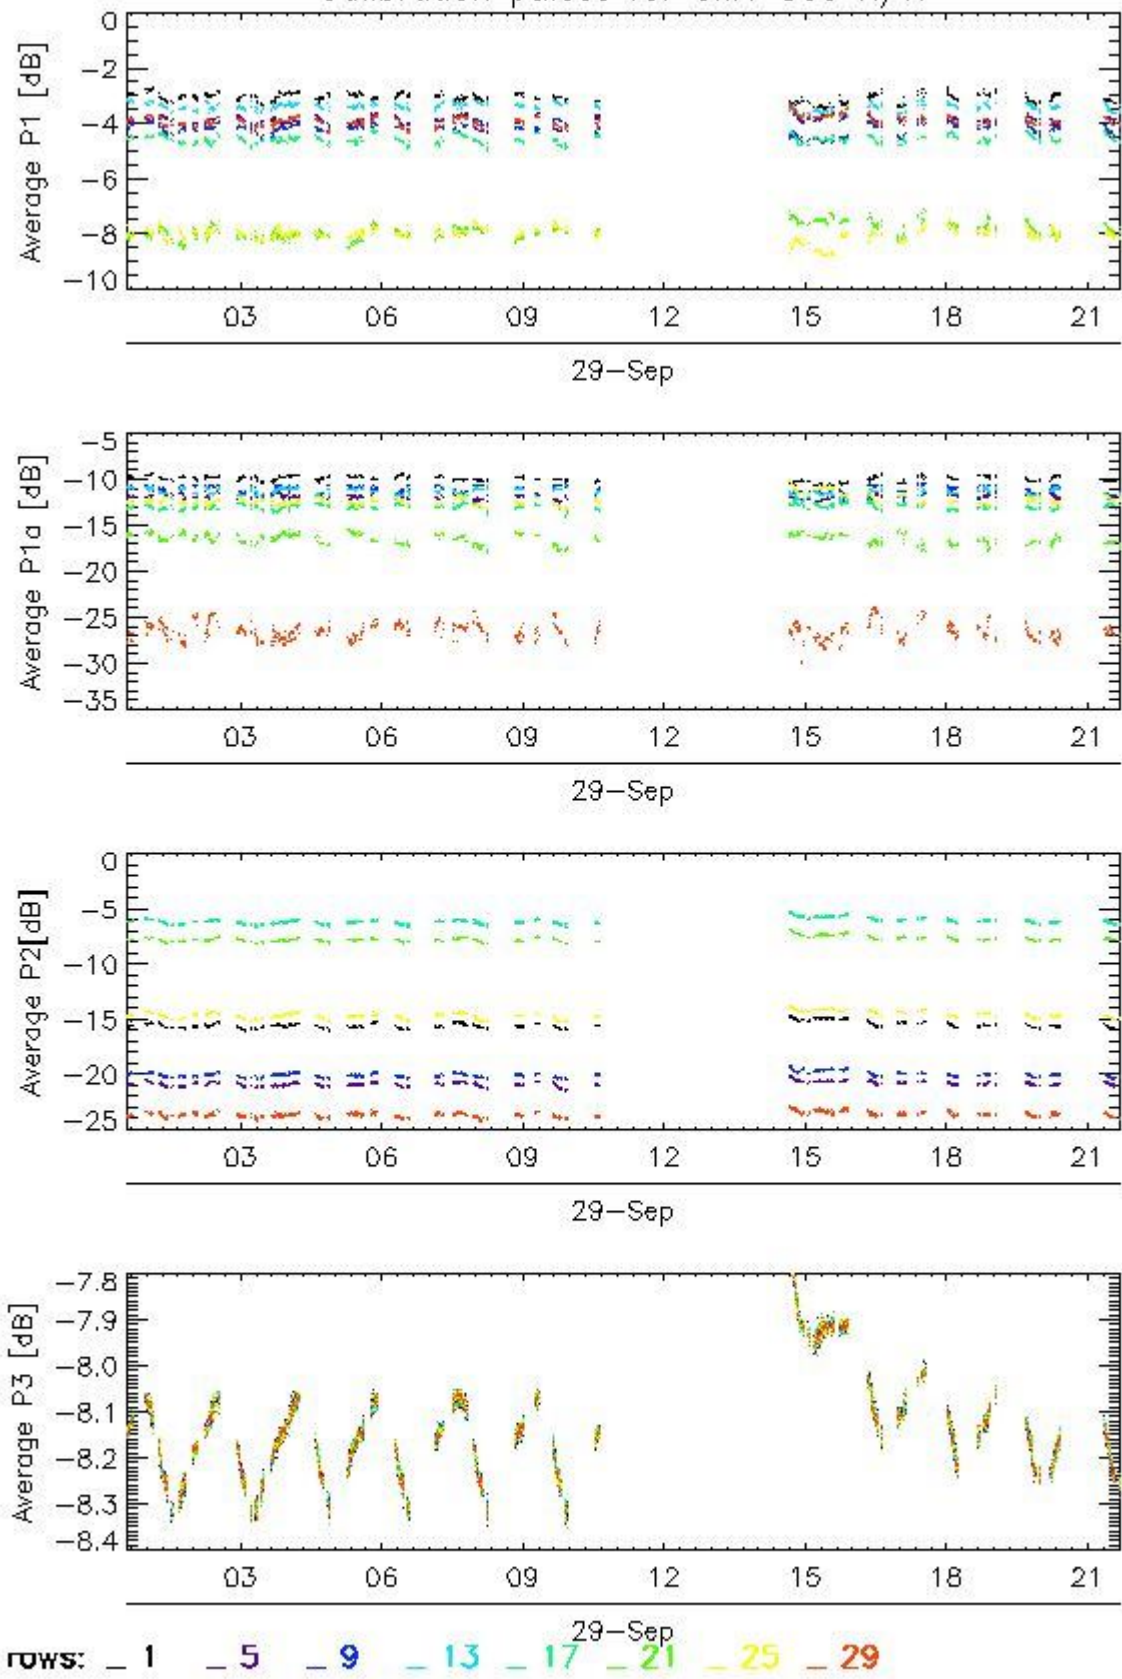 0
−2
−4
−6
−8
−10
Average P1 [dB]
03 06 09 12 15 18 21
29−Sep
−5
−10
−15
−20
−25
−30
−35
Average P1a [dB]
03 06 09 12 15 18 21
29−Sep
0
−5
−10
−15
−20
−25
Average P2[dB]
03 06 09 12 15 18 21
29−Sep
−7.8
−7.9
−8.0
−8.1
−8.2
−8.3
−8.4
Average P3 [dB]
03 06 09 12 15 18 21
29−Sep
rows: _ 1 _ 5 _ 9 _ 13 _ 17 _ 21 _ 25 _ 29